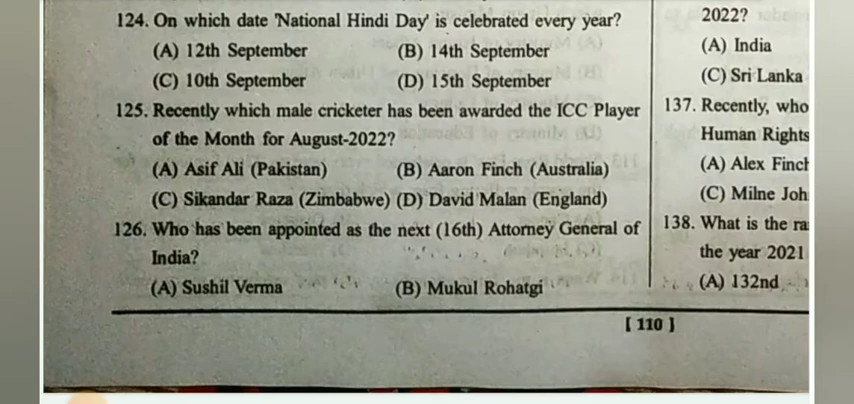 124. On which date 'National Hindi Day' is celebrated every year?
(A) 12th September (B) 14th September
(C) 10th September (D) 15th September
125. Recently which male cricketer has been awarded the ICC Player
of the Month for August-2022?
(A) Asif Ali (Pakistan) (B) Aaron Finch (Australia)
(C) Sikandar Raza (Zimbabwe) (D) David Malan (England)
126. Who has been appointed as the next (16th) Attorney General of
India?
(A) Sushil Verma (B) Mukul Rohatgi
2022?
(A) India
(C) Sri Lanka
137. Recently, who
Human Rights
(A) Alex Finch
(C) Milne Joh
138. What is the ra
the year 2021
(A) 132nd
[ 110 ]